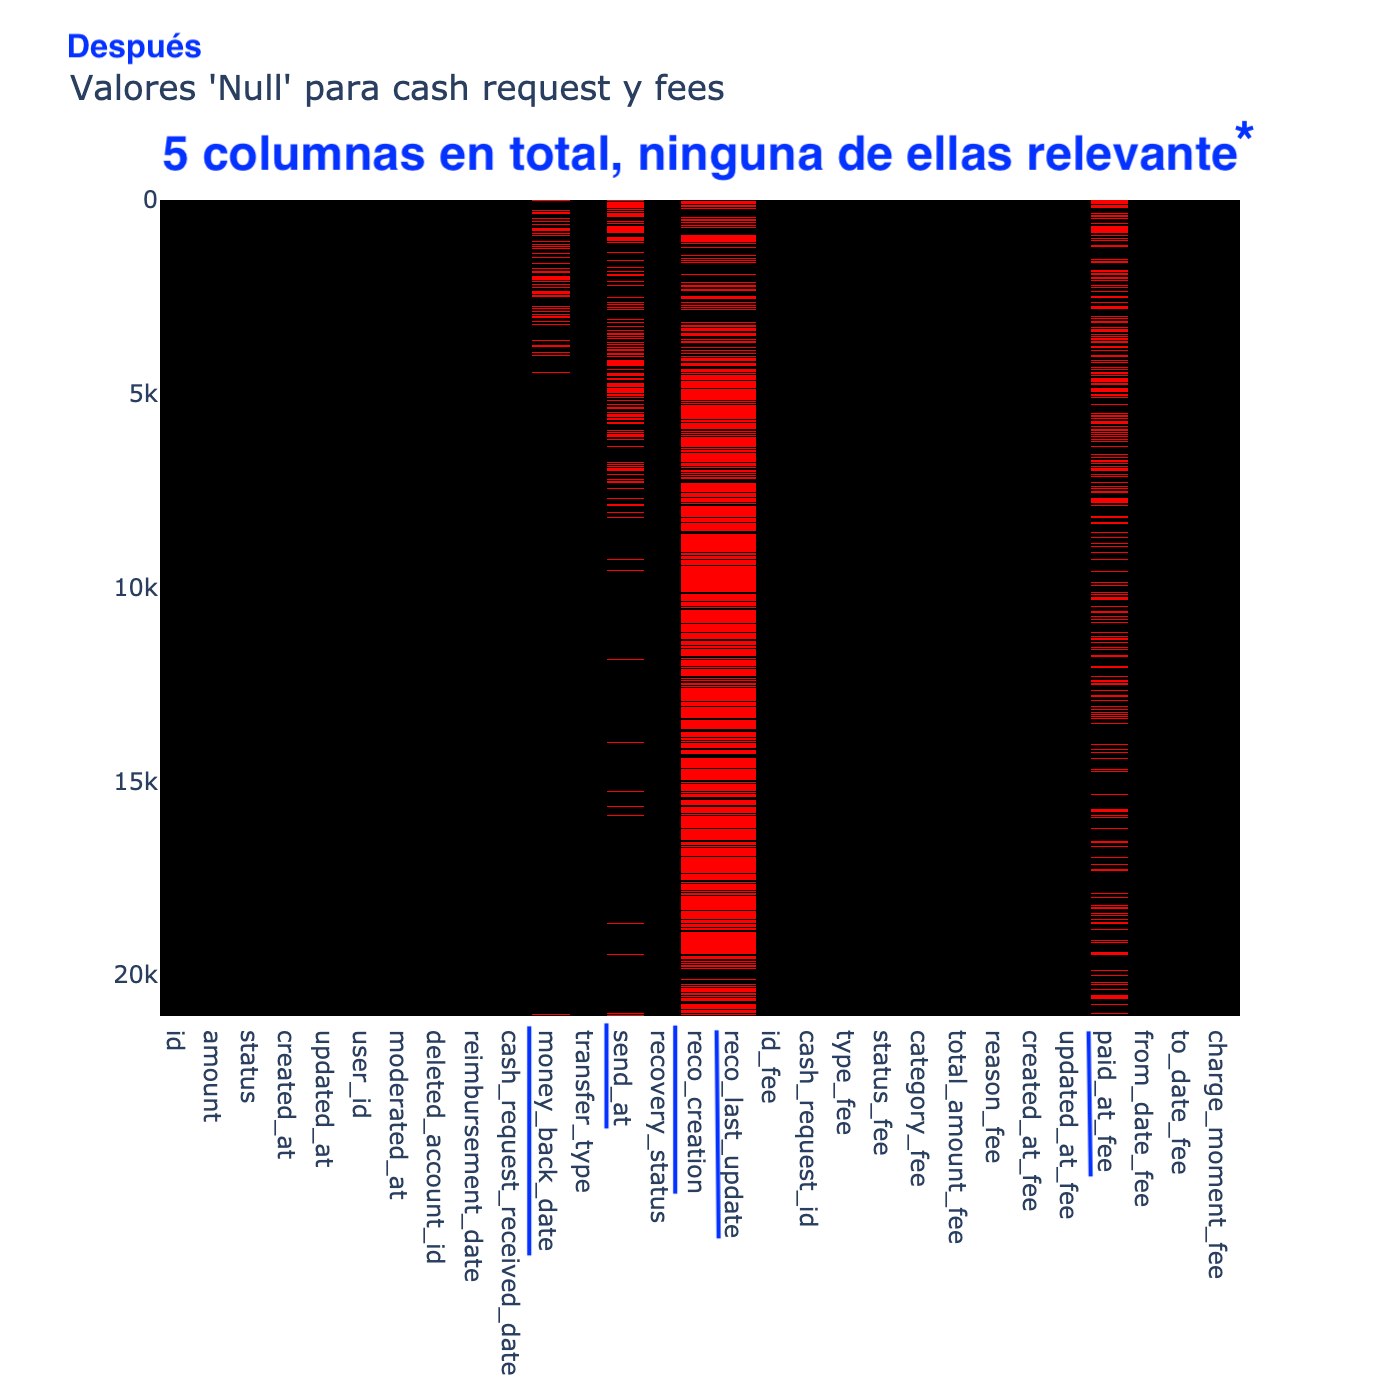 Después
Valores 'Null' para cash request y fees
5 columnas en total, ninguna de ellas relevante*
0
5k
10k
15k
20k
id
amount
status
created_at
updated_at
user_id
moderated_at
deleted_account_id
reimbursement_date
cash_request_received_date
money_back_date
transfer_type
send_at
recovery_status
reco_creation
reco_last_update
id_fee
cash_request_id
type_fee
status_fee
category_fee
total_amount_fee
reason_fee
created_at_fee
updated_at_fee
paid_at_fee
from_date_fee
to_date_fee
charge_moment_fee